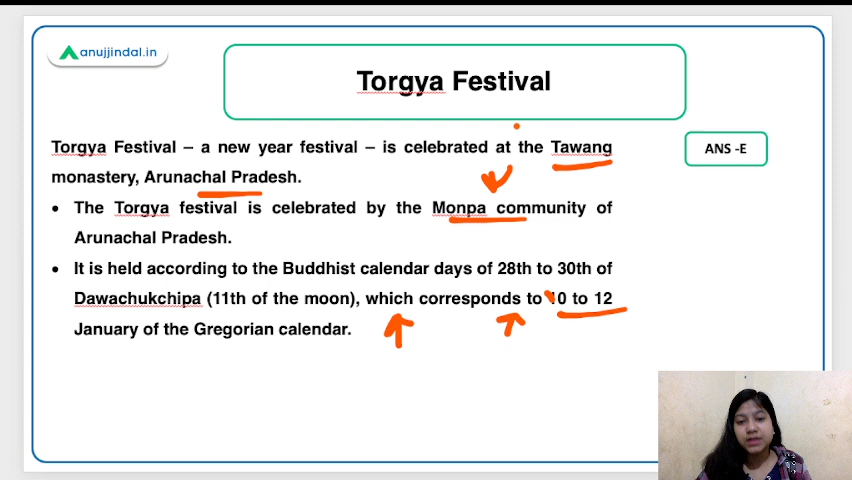 anujjindal.in
Torgya Festival
Torgya Festival – a new year festival – is celebrated at the Tawang
monastery, Arunachal Pradesh.
ANS -E
• The Torgya festival is celebrated by the Monpa community of
Arunachal Pradesh.
• It is held according to the Buddhist calendar days of 28th to 30th of
Dawachukchipa (11th of the moon), which corresponds to 10 to 12
January of the Gregorian calendar.